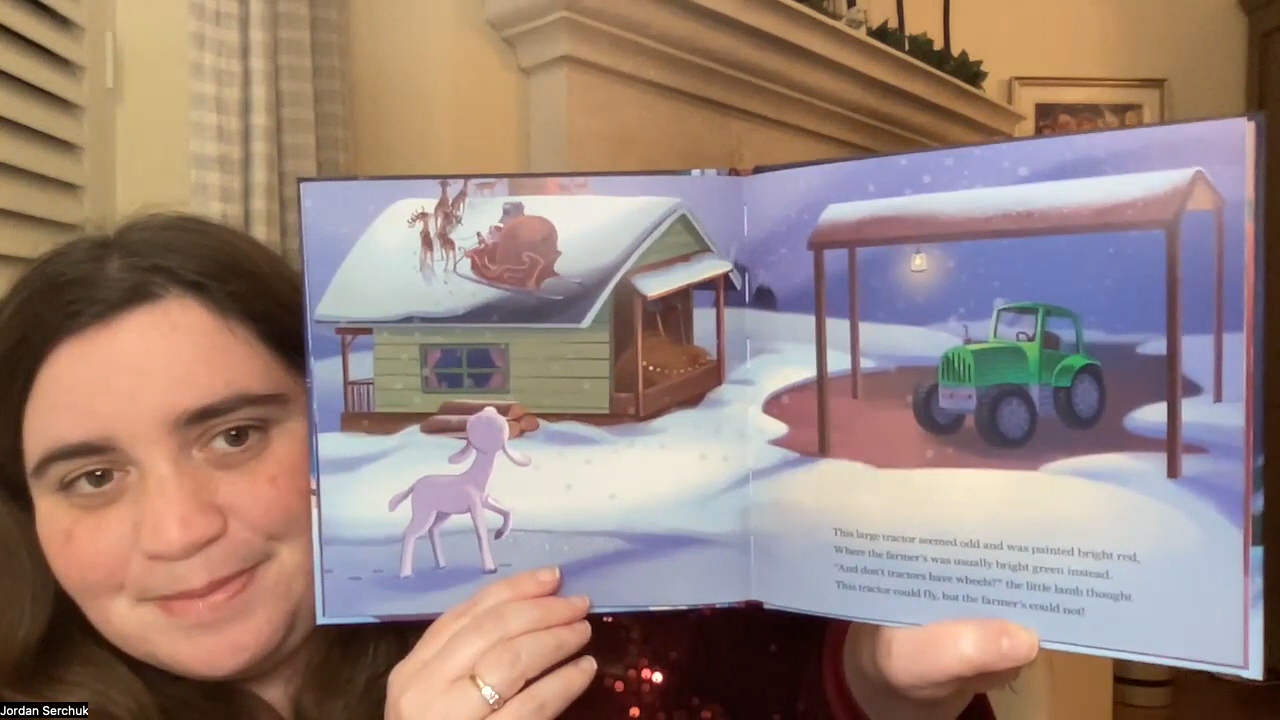 This large tractor seemed odd and was painted bright red,
Where the farmer's was usually bright green instead.
"And don't tractors have wheels?" the little lamb thought.
This tractor could fly, but the farmer's could not!
Jordan Serchuk